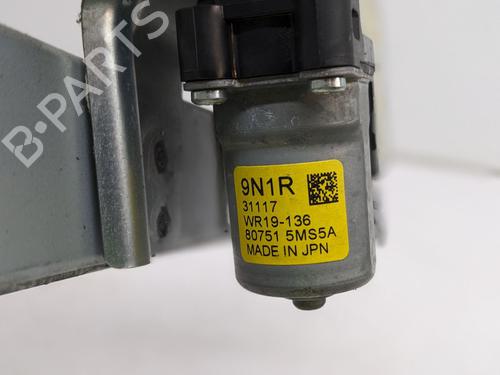 B-PARTS
9N1R
31117
WR19-136
80751 5MS5A
MADE IN JPN